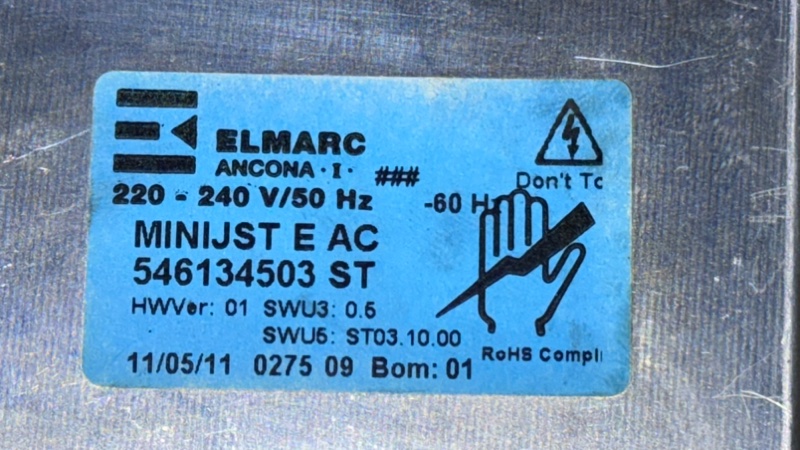 ELMARC
ANCONA · I · ###
220 - 240 V/50 Hz -60 Hz
Don't To
MINIJST E AC
546134503 ST
HWVer: 01 SWU3: 0.5
SWU5: ST03.10.00
RoHS Compli
11/05/11 0275 09 Bom: 01